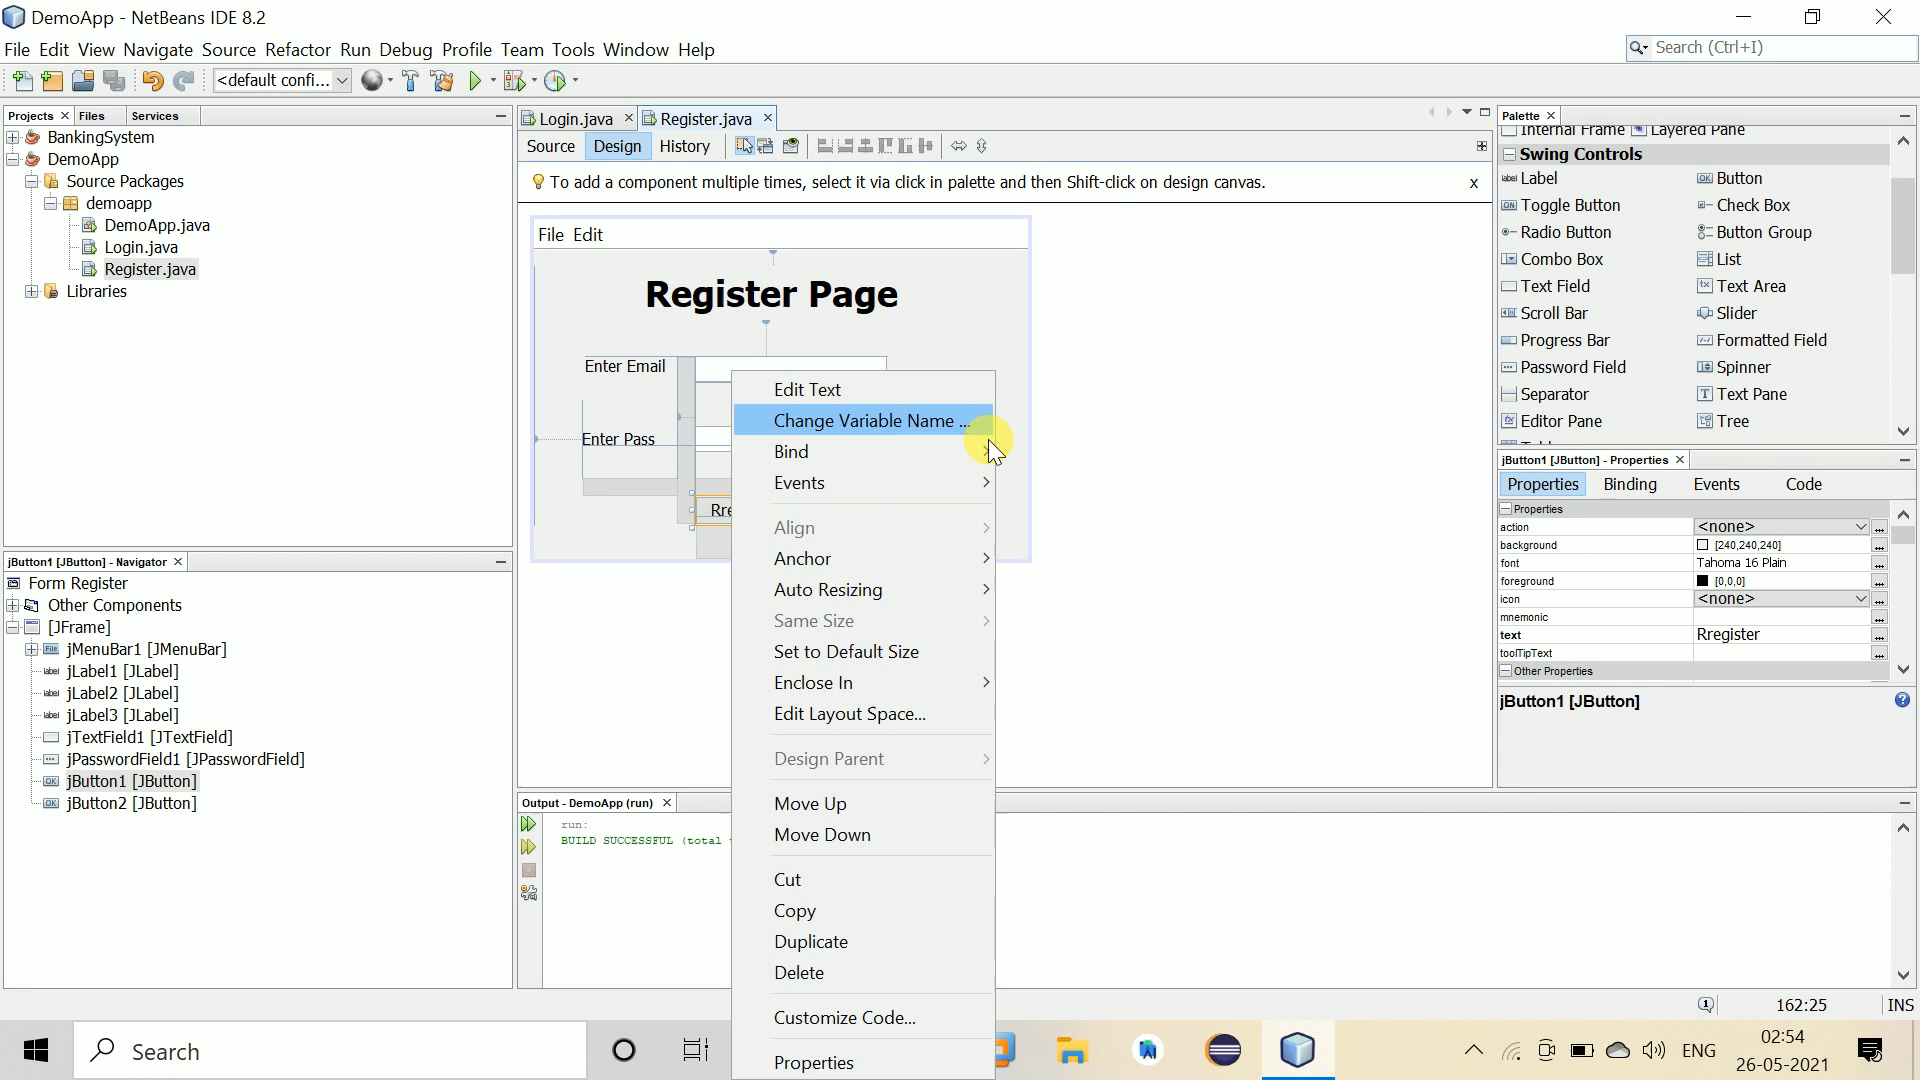 DemoApp - NetBeans IDE 8.2
File Edit View Navigate Source Refactor Run Debug Profile Team Tools Window Help
Search (Ctrl+I)
<default confi...
Projects Files Services
BankingSystem
DemoApp
Source Packages
demoapp
DemoApp.java
Login.java
Register.java
Libraries
jButton1 [JButton] - Navigator
Form Register
Other Components
[JFrame]
jMenuBar1 [JMenuBar]
jLabel1 [JLabel]
jLabel2 [JLabel]
jLabel3 [JLabel]
jTextField1 [JTextField]
jPasswordField1 [JPasswordField]
jButton1 [JButton]
jButton2 [JButton]
Login.java Register.java
Source Design History
To add a component multiple times, select it via click in palette and then Shift-click on design canvas. x
File Edit
Register Page
Enter Email
Enter Pass
Rre
Edit Text
Change Variable Name ...
Bind
Events
Align
Anchor
Auto Resizing
Same Size
Set to Default Size
Enclose In
Edit Layout Space...
Design Parent
Move Up
Move Down
Cut
Copy
Duplicate
Delete
Customize Code...
Properties
Output - DemoApp (run)
run:
BUILD SUCCESSFUL (total
Palette
Internal Frame Layered Pane
Swing Controls
Label Button
Toggle Button Check Box
Radio Button Button Group
Combo Box List
Text Field Text Area
Scroll Bar Slider
Progress Bar Formatted Field
Password Field Spinner
Separator Text Pane
Editor Pane Tree
jButton1 [JButton] - Properties
Properties Binding Events Code
Properties
action <none>
background [240,240,240]
font Tahoma 16 Plain
foreground [0,0,0]
icon <none>
mnemonic
text Rregister
toolTipText
Other Properties
jButton1 [JButton]
162:25 INS
Search
ENG
02:54
26-05-2021